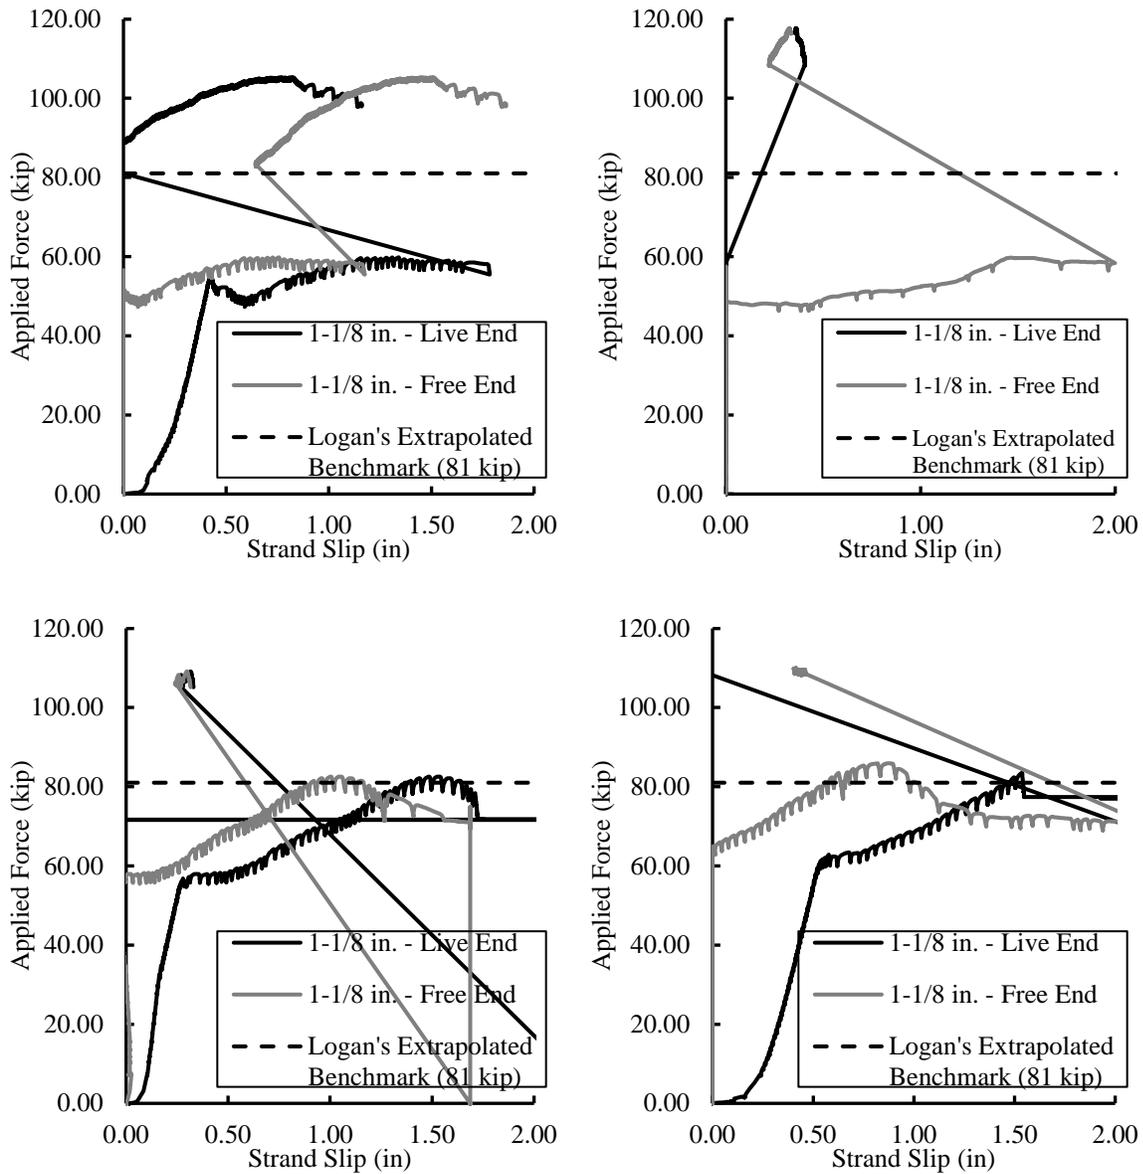 120.00
100.00
80.00
60.00
40.00
20.00
0.00
Applied Force (kip)
1-1/8 in. - Live End
1-1/8 in. - Free End
Logan's Extrapolated
Benchmark (81 kip)
0.00 0.50 1.00 1.50 2.00
Strand Slip (in)
120.00
100.00
80.00
60.00
40.00
20.00
0.00
Applied Force (kip)
1-1/8 in. - Live End
1-1/8 in. - Free End
Logan's Extrapolated
Benchmark (81 kip)
0.00 1.00 2.00
Strand Slip (in)
120.00
100.00
80.00
60.00
40.00
20.00
0.00
Applied Force (kip)
1-1/8 in. - Live End
1-1/8 in. - Free End
Logan's Extrapolated
Benchmark (81 kip)
0.00 0.50 1.00 1.50 2.00
Strand Slip (in)
120.00
100.00
80.00
60.00
40.00
20.00
0.00
Applied Force (kip)
1-1/8 in. - Live End
1-1/8 in. - Free End
Logan's Extrapolated
Benchmark (81 kip)
0.00 0.50 1.00 1.50 2.00
Strand Slip (in)